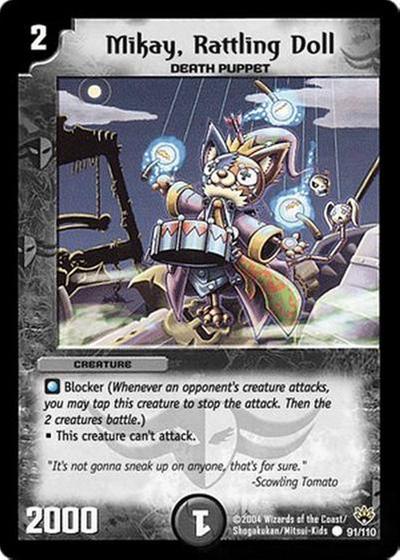 2
Mikay, Rattling Doll
DEATH PUPPET
CREATURE
Blocker (Whenever an opponent's creature attacks,
you may tap this creature to stop the attack. Then the
2 creatures battle.)
▪ This creature can't attack.
"It's not gonna sneak up on anyone, that's for sure."
-Scowling Tomato
2000
1
©2004 Wizards of the Coast/
Shogakukan/Mitsui-Kids ● 91/110